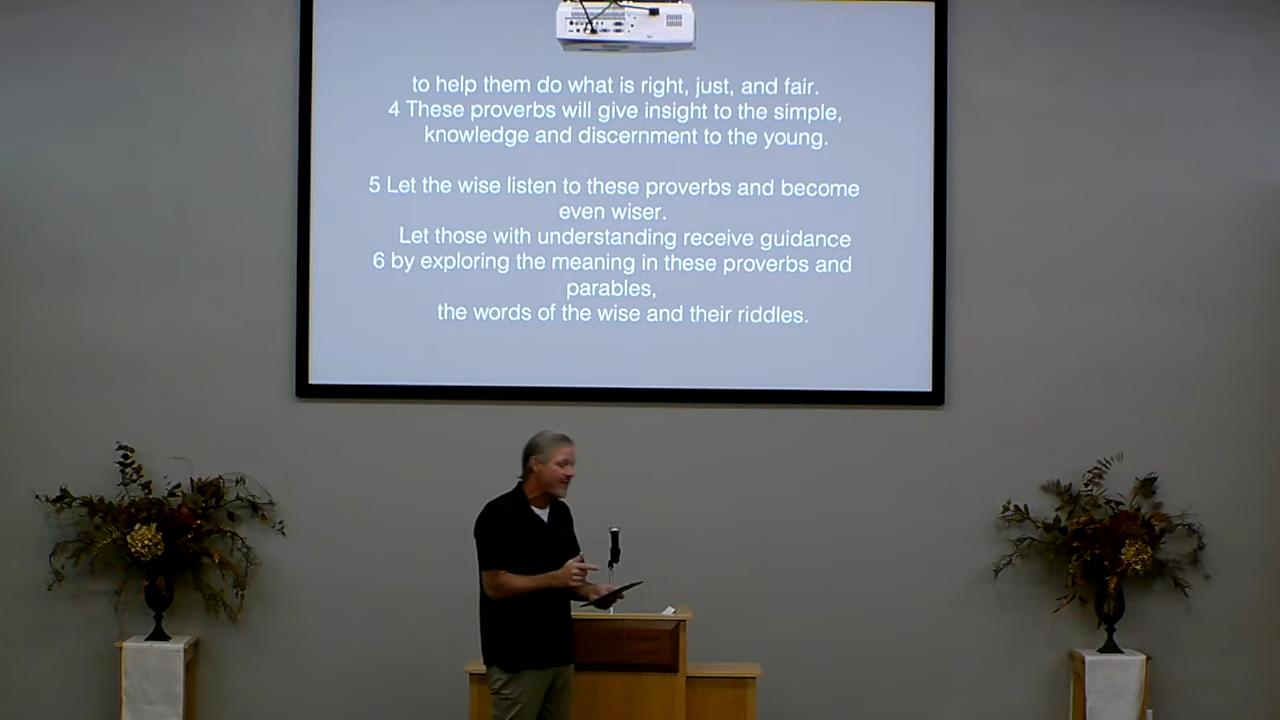 to help them do what is right, just, and fair.
4 These proverbs will give insight to the simple,
knowledge and discernment to the young.
5 Let the wise listen to these proverbs and become
even wiser.
Let those with understanding receive guidance
6 by exploring the meaning in these proverbs and
parables,
the words of the wise and their riddles.